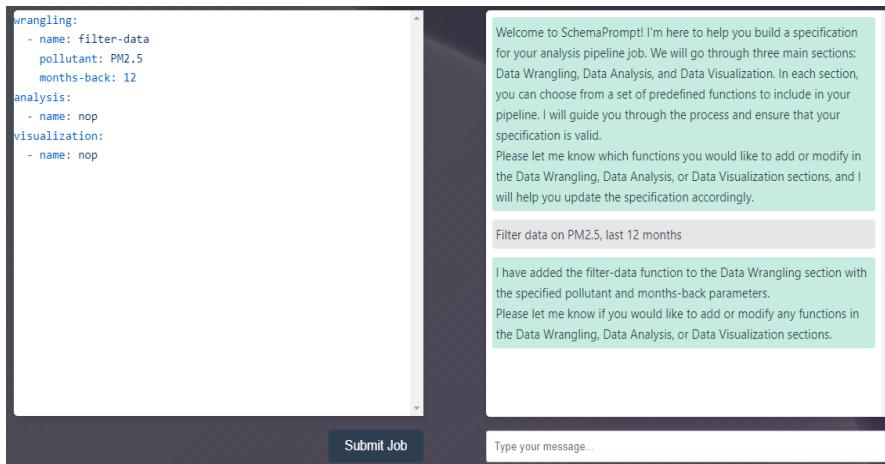 wrangling:
  - name: filter-data
    pollutant: PM2.5
    months-back: 12
analysis:
  - name: nop
visualization:
  - name: nop
Submit Job
Welcome to SchemaPrompt! I'm here to help you build a specification
for your analysis pipeline job. We will go through three main sections:
Data Wrangling, Data Analysis, and Data Visualization. In each section,
you can choose from a set of predefined functions to include in your
pipeline. I will guide you through the process and ensure that your
specification is valid.
Please let me know which functions you would like to add or modify in
the Data Wrangling, Data Analysis, or Data Visualization sections, and I
will help you update the specification accordingly.
Filter data on PM2.5, last 12 months
I have added the filter-data function to the Data Wrangling section with
the specified pollutant and months-back parameters.
Please let me know if you would like to add or modify any functions in
the Data Wrangling, Data Analysis, or Data Visualization sections.
Type your message...